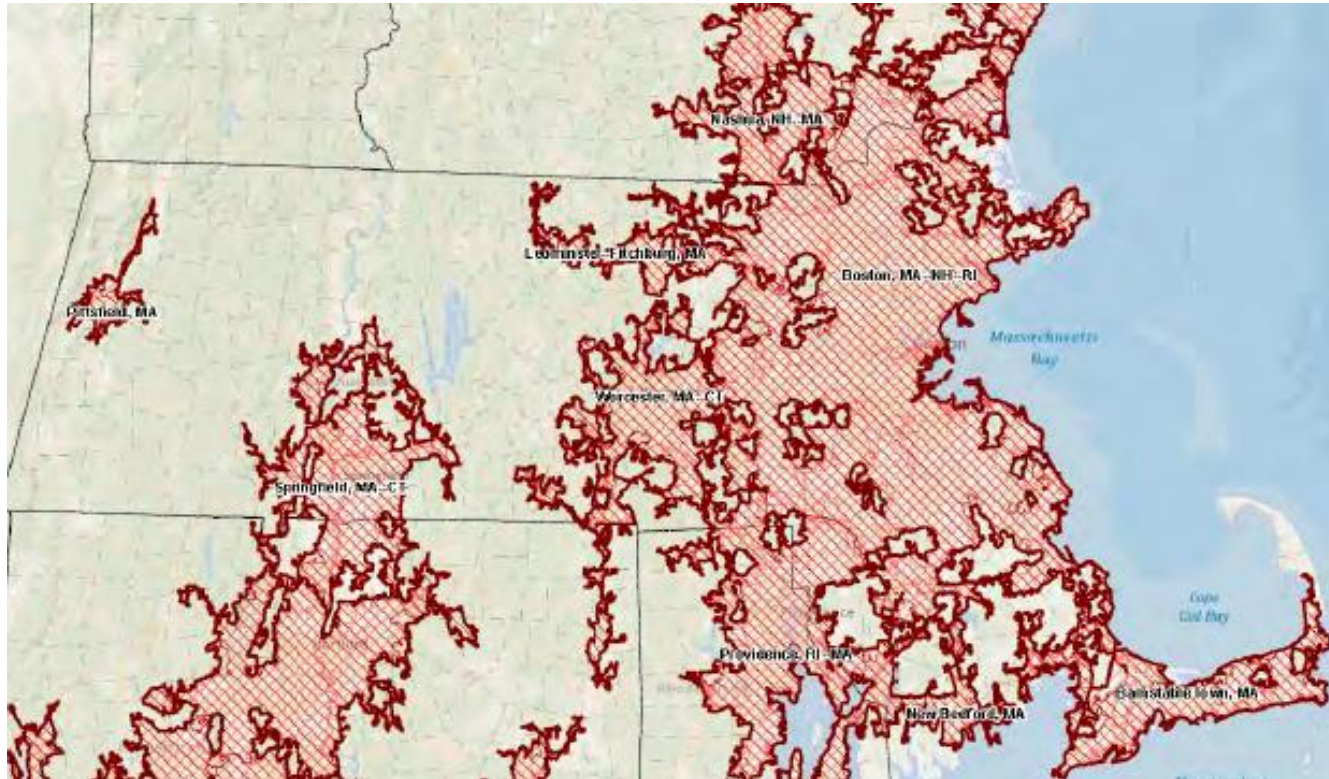 Nashua, NH--MA
Leominster--Fitchburg, MA
Boston, MA--NH--RI
Pittsfield, MA
Massachusetts
Bay
Worcester, MA--CT
Springfield, MA--CT
Cape
Cod Bay
Providence, RI--MA
Barnstable Town, MA
New Bedford, MA